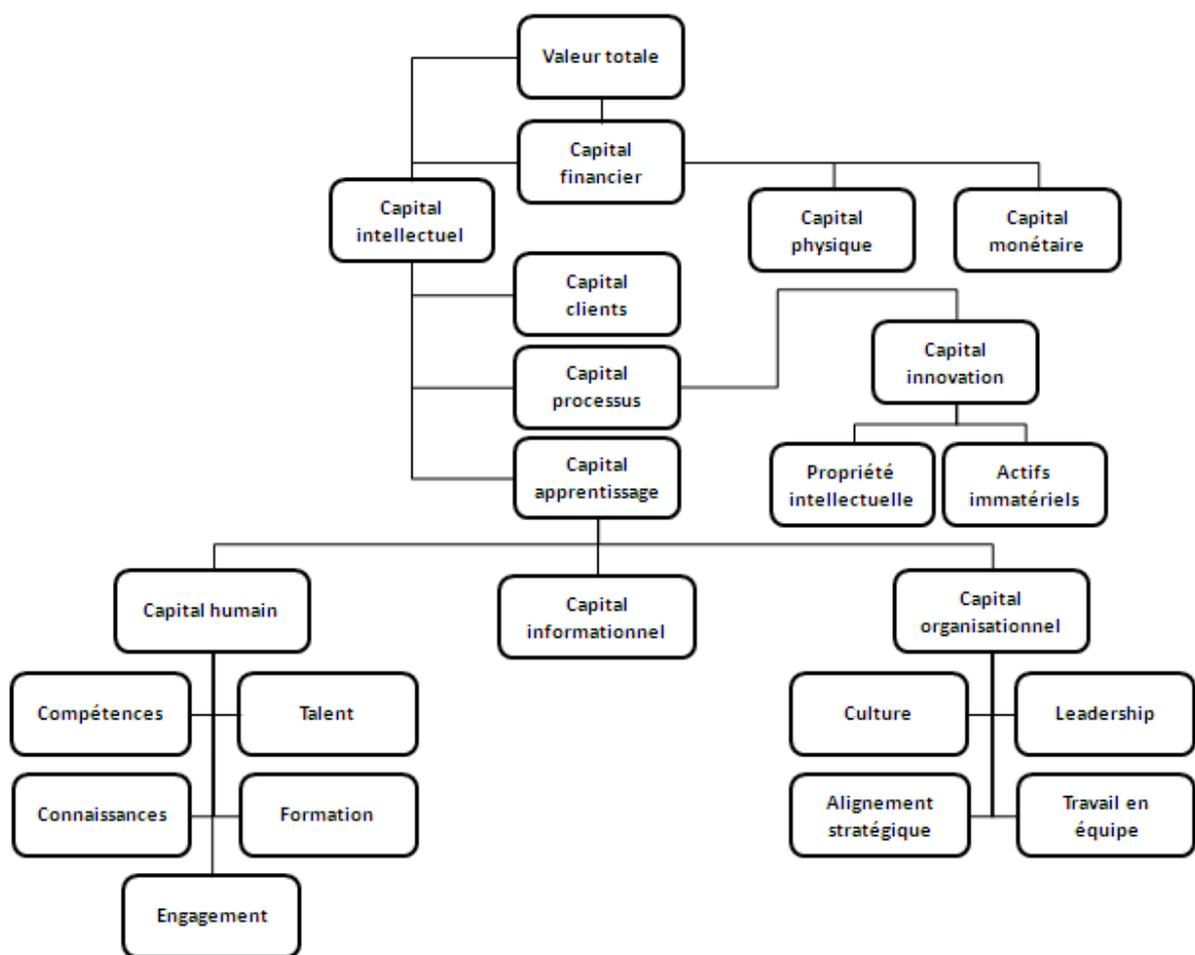 Valeur totale
Capital
financier
Capital
intellectuel
Capital
physique
Capital
monétaire
Capital
clients
Capital
innovation
Capital
processus
Capital
apprentissage
Propriété
intellectuelle
Actifs
immatériels
Capital humain
Capital
informationnel
Capital
organisationnel
Compétences
Talent
Culture
Leadership
Connaissances
Formation
Alignement
stratégique
Travail en
équipe
Engagement